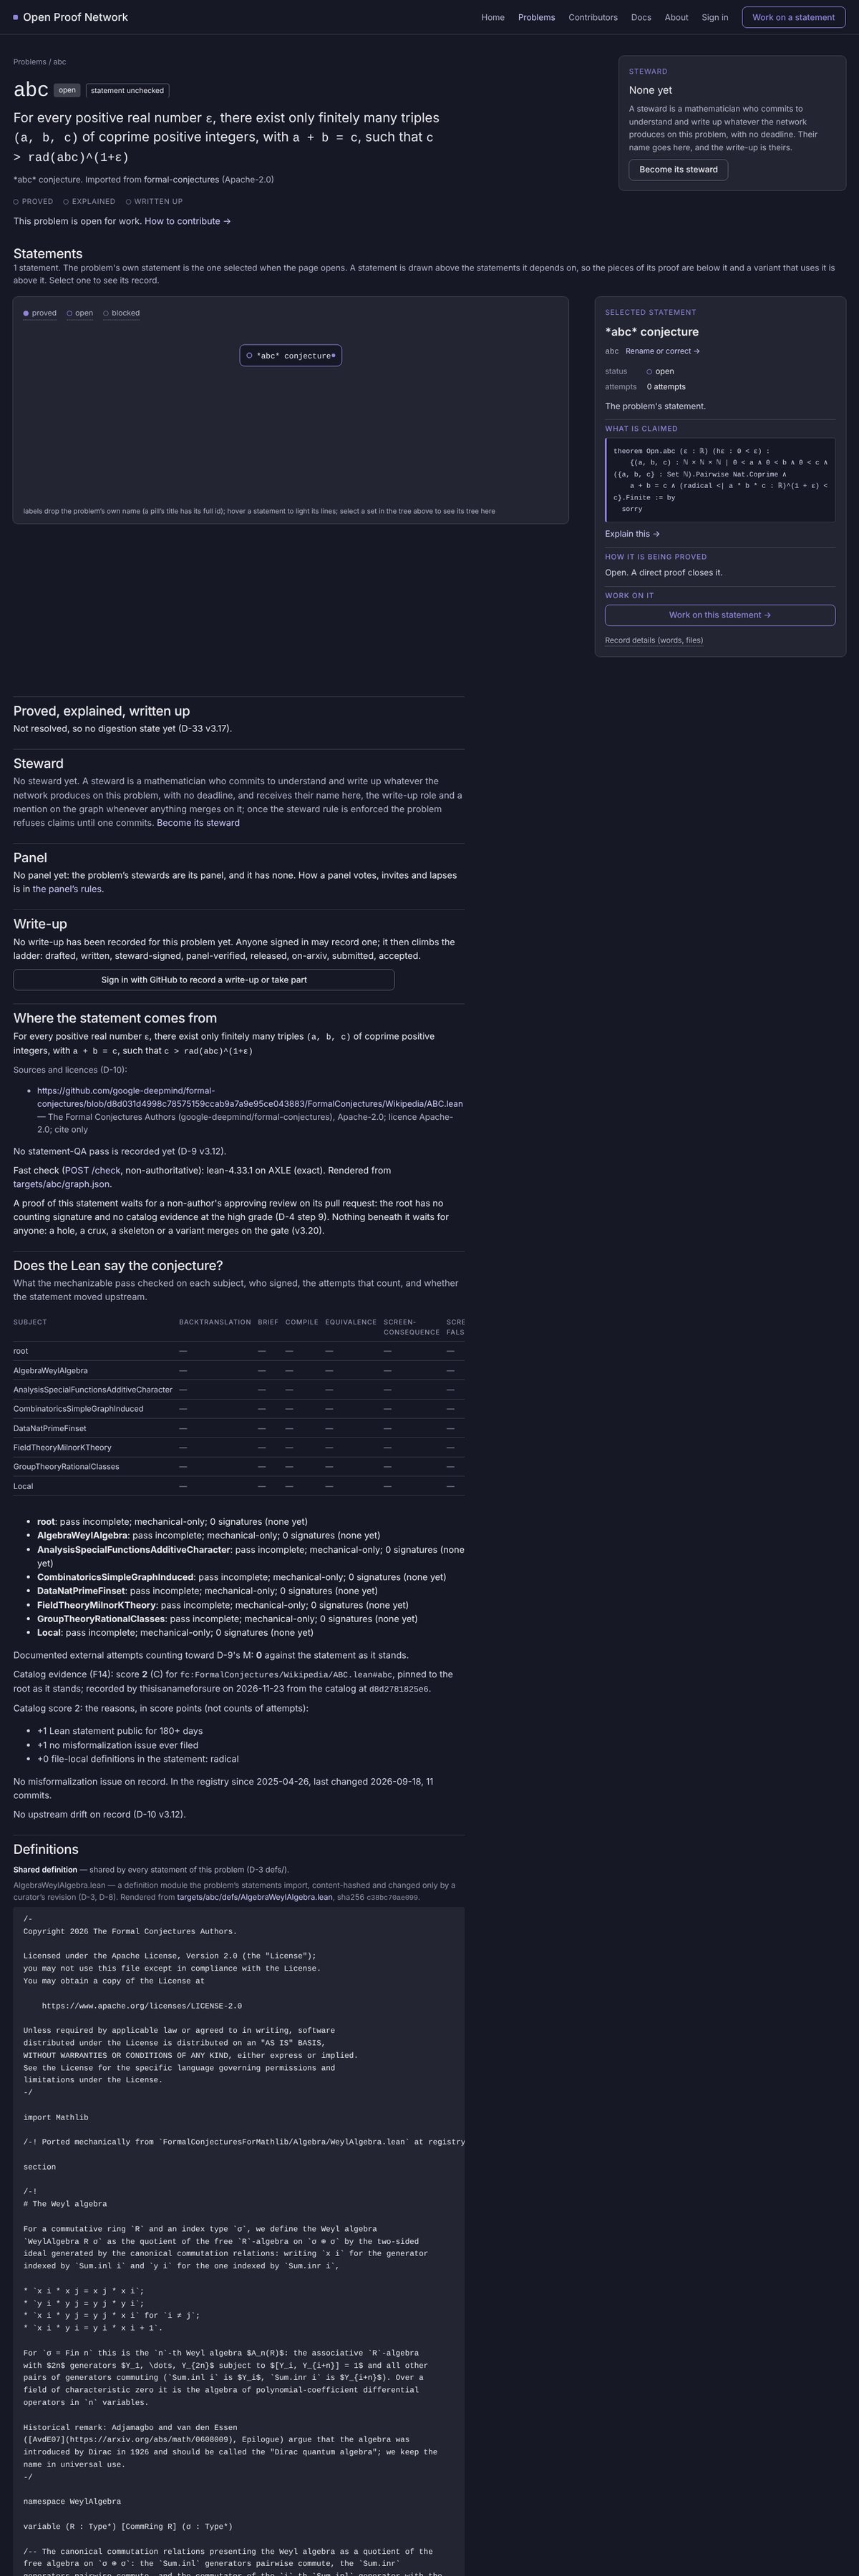 Open Proof Network
Home Problems Contributors Docs About Sign in Work on a statement
Problems / abc
abc open statement unchecked
For every positive real number ε, there exist only finitely many triples
(a, b, c) of coprime positive integers, with a + b = c, such that c
> rad(abc)^(1+ε)
*abc* conjecture. Imported from formal-conjectures (Apache-2.0)
PROVED EXPLAINED WRITTEN UP
This problem is open for work. How to contribute →
STEWARD
None yet
A steward is a mathematician who commits to
understand and write up whatever the network
produces on this problem, with no deadline. Their
name goes here, and the write-up is theirs.
Become its steward
Statements
1 statement. The problem's own statement is the one selected when the page opens. A statement is drawn above the statements it depends on, so the pieces of its proof are below it and a variant that uses it is
above it. Select one to see its record.
proved open blocked
*abc* conjecture
labels drop the problem's own name (a pill's title has its full id); hover a statement to light its lines; select a set in the tree above to see its tree here
SELECTED STATEMENT
*abc* conjecture
abc Rename or correct →
status open
attempts 0 attempts
The problem's statement.
WHAT IS CLAIMED
theorem Opn.abc (ε : ℝ) (hε : 0 < ε) :
{(a, b, c) : ℕ × ℕ × ℕ | 0 < a ∧ 0 < b ∧ 0 < c ∧
({a, b, c} : Set ℕ).Pairwise Nat.Coprime ∧
a + b = c ∧ (radical <| a * b * c : ℝ)^(1 + ε) <
c}.Finite := by
sorry
Explain this →
HOW IT IS BEING PROVED
Open. A direct proof closes it.
WORK ON IT
Work on this statement →
Record details (words, files)
Proved, explained, written up
Not resolved, so no digestion state yet (D-33 v3.17).
Steward
No steward yet. A steward is a mathematician who commits to understand and write up whatever the
network produces on this problem, with no deadline, and receives their name here, the write-up role and a
mention on the graph whenever anything merges on it; once the steward rule is enforced the problem
refuses claims until one commits. Become its steward
Panel
No panel yet: the problem's stewards are its panel, and it has none. How a panel votes, invites and lapses
is in the panel's rules.
Write-up
No write-up has been recorded for this problem yet. Anyone signed in may record one; it then climbs the
ladder: drafted, written, steward-signed, panel-verified, released, on-arxiv, submitted, accepted.
Sign in with GitHub to record a write-up or take part
Where the statement comes from
For every positive real number ε, there exist only finitely many triples (a, b, c) of coprime positive
integers, with a + b = c, such that c > rad(abc)^(1+ε)
Sources and licences (D-10):
• https://github.com/google-deepmind/formal-
conjectures/blob/d8d031d4998c78575159ccab9a7a9e95ce043883/FormalConjectures/Wikipedia/ABC.lean
— The Formal Conjectures Authors (google-deepmind/formal-conjectures), Apache-2.0; licence Apache-
2.0; cite only
No statement-QA pass is recorded yet (D-9 v3.12).
Fast check (POST /check, non-authoritative): lean-4.33.1 on AXLE (exact). Rendered from
targets/abc/graph.json.
A proof of this statement waits for a non-author's approving review on its pull request: the root has no
counting signature and no catalog evidence at the high grade (D-4 step 9). Nothing beneath it waits for
anyone: a hole, a crux, a skeleton or a variant merges on the gate (v3.20).
Does the Lean say the conjecture?
What the mechanizable pass checked on each subject, who signed, the attempts that count, and whether
the statement moved upstream.
SUBJECT BACKTRANSLATION BRIEF COMPILE EQUIVALENCE SCREEN- SCRE
CONSEQUENCE FALS
root — — — — — —
AlgebraWeylAlgebra — — — — — —
AnalysisSpecialFunctionsAdditiveCharacter — — — — — —
CombinatoricsSimpleGraphInduced — — — — — —
DataNatPrimeFinset — — — — — —
FieldTheoryMilnorKTheory — — — — — —
GroupTheoryRationalClasses — — — — — —
Local — — — — — —
• root: pass incomplete; mechanical-only; 0 signatures (none yet)
• AlgebraWeylAlgebra: pass incomplete; mechanical-only; 0 signatures (none yet)
• AnalysisSpecialFunctionsAdditiveCharacter: pass incomplete; mechanical-only; 0 signatures (none
yet)
• CombinatoricsSimpleGraphInduced: pass incomplete; mechanical-only; 0 signatures (none yet)
• DataNatPrimeFinset: pass incomplete; mechanical-only; 0 signatures (none yet)
• FieldTheoryMilnorKTheory: pass incomplete; mechanical-only; 0 signatures (none yet)
• GroupTheoryRationalClasses: pass incomplete; mechanical-only; 0 signatures (none yet)
• Local: pass incomplete; mechanical-only; 0 signatures (none yet)
Documented external attempts counting toward D-9's M: 0 against the statement as it stands.
Catalog evidence (F14): score 2 (C) for fc:FormalConjectures/Wikipedia/ABC.lean#abc, pinned to the
root as it stands; recorded by thisisanameforsure on 2026-11-23 from the catalog at d8d2781825e6.
Catalog score 2: the reasons, in score points (not counts of attempts):
• +1 Lean statement public for 180+ days
• +1 no misformalization issue ever filed
• +0 file-local definitions in the statement: radical
No misformalization issue on record. In the registry since 2025-04-26, last changed 2026-09-18, 11
commits.
No upstream drift on record (D-10 v3.12).
Definitions
Shared definition — shared by every statement of this problem (D-3 defs/).
AlgebraWeylAlgebra.lean — a definition module the problem's statements import, content-hashed and changed only by a
curator's revision (D-3, D-8). Rendered from targets/abc/defs/AlgebraWeylAlgebra.lean, sha256 c38bc70ae099.
/-
Copyright 2026 The Formal Conjectures Authors.
Licensed under the Apache License, Version 2.0 (the "License");
you may not use this file except in compliance with the License.
You may obtain a copy of the License at
https://www.apache.org/licenses/LICENSE-2.0
Unless required by applicable law or agreed to in writing, software
distributed under the License is distributed on an "AS IS" BASIS,
WITHOUT WARRANTIES OR CONDITIONS OF ANY KIND, either express or implied.
See the License for the specific language governing permissions and
limitations under the License.
-/
import Mathlib
/-! Ported mechanically from `FormalConjecturesForMathlib/Algebra/WeylAlgebra.lean` at registry
section
/-!
# The Weyl algebra
For a commutative ring `R` and an index type `σ`, we define the Weyl algebra
`WeylAlgebra R σ` as the quotient of the free `R`-algebra on `σ ⊕ σ` by the two-sided
ideal generated by the canonical commutation relations: writing `x i` for the generator
indexed by `Sum.inl i` and `y i` for the one indexed by `Sum.inr i`,
* `x i * x j = x j * x i`;
* `y i * y j = y j * y i`;
* `x i * y j = y j * x i` for `i ≠ j`;
* `x i * y i = y i * x i + 1`.
For `σ = Fin n` this is the `n`-th Weyl algebra $A_n(R)$: the associative `R`-algebra
with $2n$ generators $Y_1, \dots, Y_{2n}$ subject to $[Y_i, Y_{i+n}] = 1$ and all other
pairs of generators commuting (`Sum.inl i` is $Y_i$, `Sum.inr i` is $Y_{i+n}$). Over a
field of characteristic zero it is the algebra of polynomial-coefficient differential
operators in `n` variables.
Historical remark: Adjamagbo and van den Essen
([AvdE07](https://arxiv.org/abs/math/0608009), Epilogue) argue that the algebra was
introduced by Dirac in 1926 and should be called the "Dirac quantum algebra"; we keep the
name in universal use.
-/
namespace WeylAlgebra
variable (R : Type*) [CommRing R] (σ : Type*)
/-- The canonical commutation relations presenting the Weyl algebra as a quotient of the
free algebra on `σ ⊕ σ`: the `Sum.inl` generators pairwise commute, the `Sum.inr`